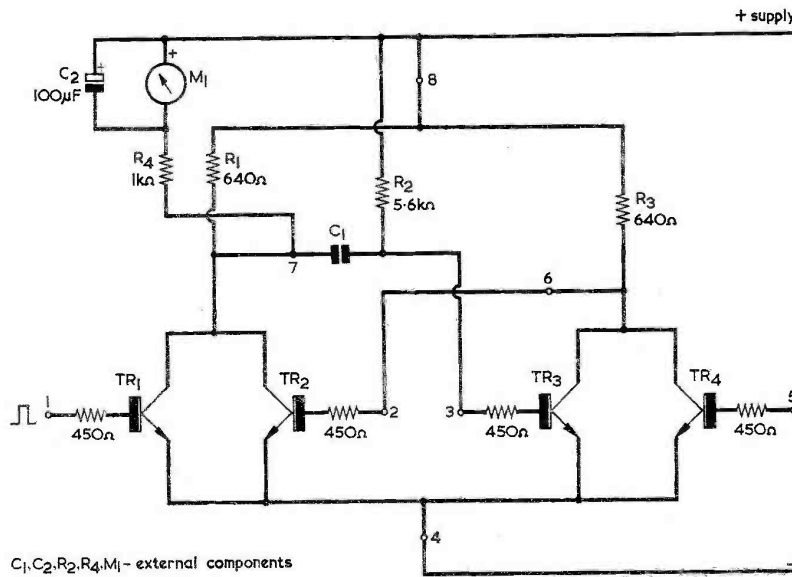 + supply
+
+
C2
100µF
M1
8
R4
1kΩ
R1
640Ω
R2
5·6kΩ
R3
640Ω
C1
7
6
TR1
TR2
TR3
TR4
1
450Ω
450Ω
2
3
450Ω
450Ω
5
4
C1,C2,R2,R4,M1 – external components
–